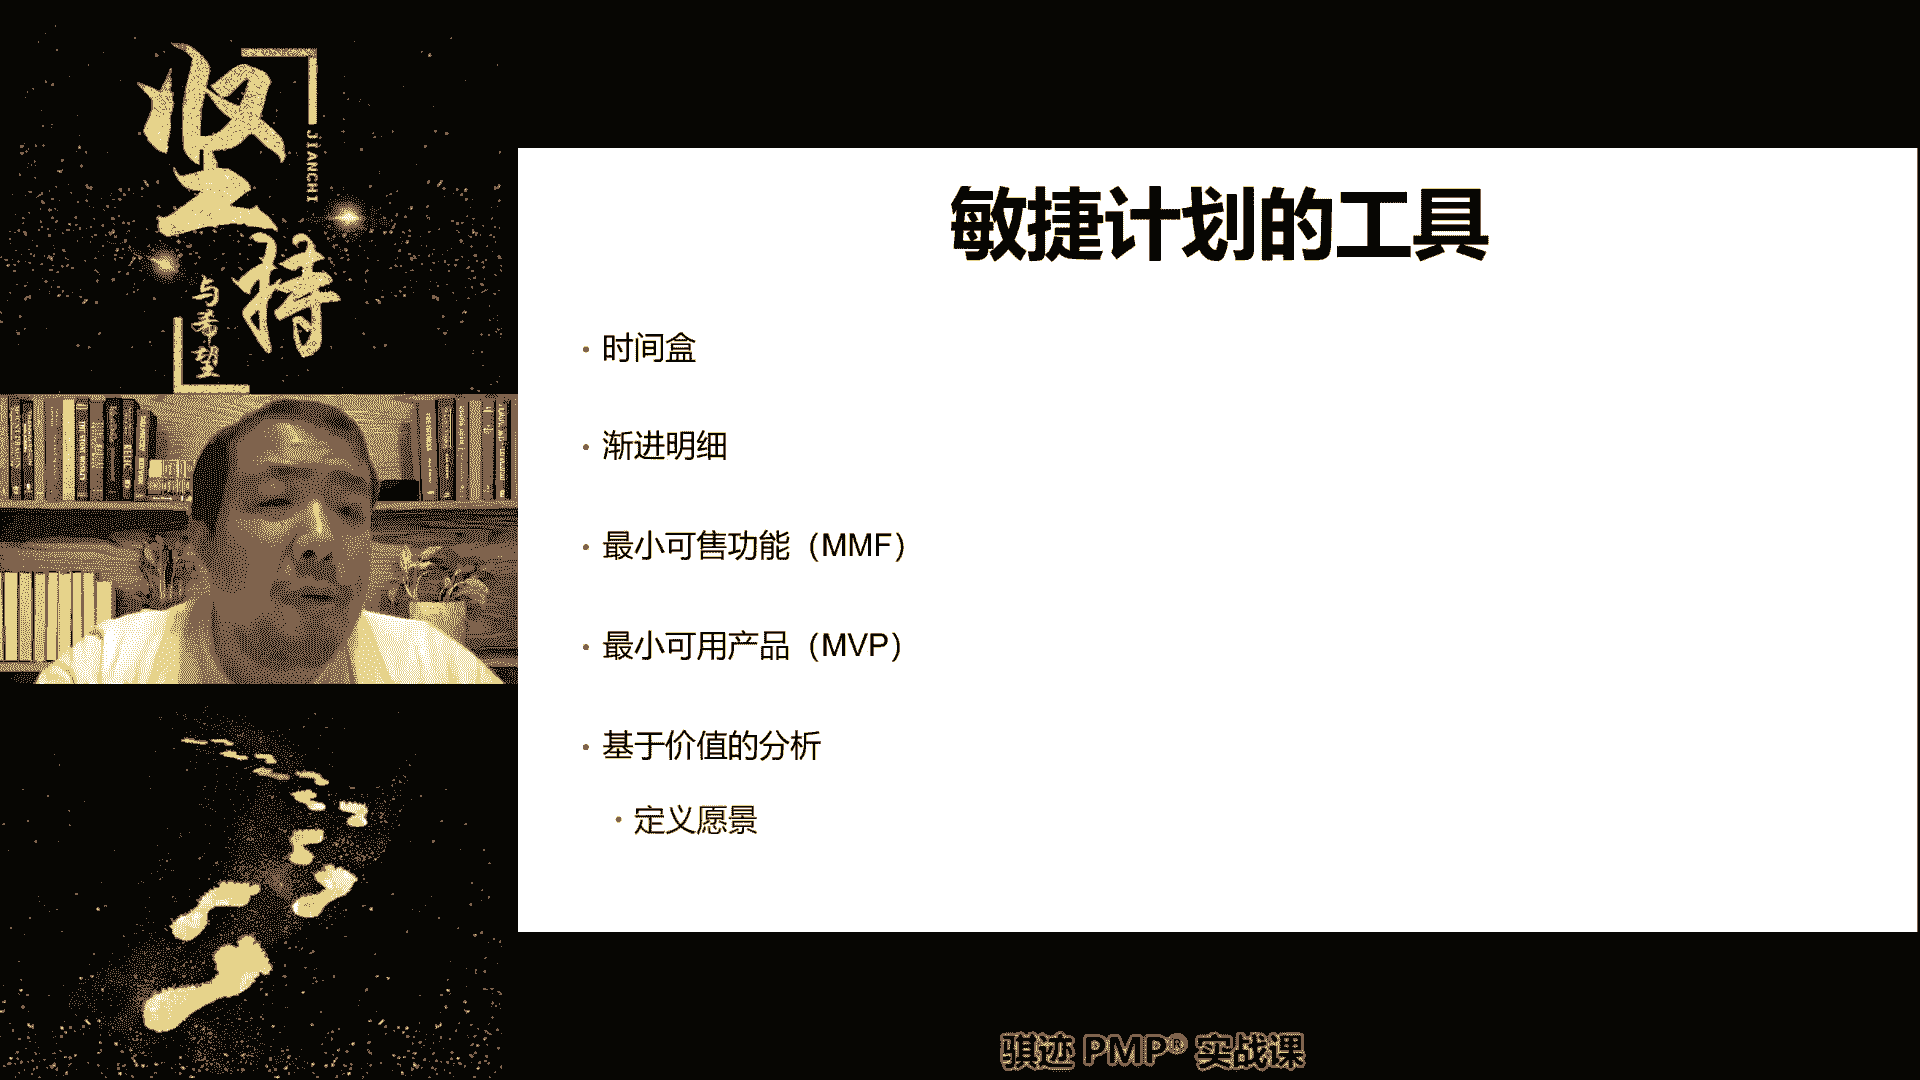 坚持
JIANCHI
与希望
敏捷计划的工具
时间盒
渐进明细
最小可售功能（MMF）
最小可用产品（MVP）
基于价值的分析
定义愿景
骐迹 PMP® 实战课